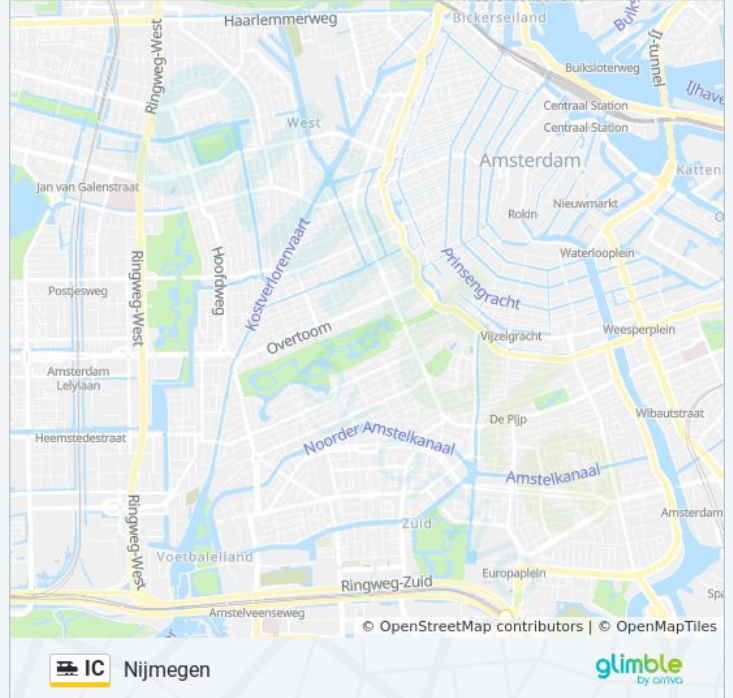 Haarlemmerweg
Bickerseiland
Ringweg-West
IJ-tunnel
Buiksloterweg
IJhave
Centraal Station
West
Centraal Station
Amsterdam
Katten
Jan van Galenstraat
Nieuwmarkt
Rokin
Kostverlorenvaart
Waterlooplein
Hoofdweg
Ringweg-West
Prinsengracht
Postjesweg
Overtoom
Vijzelgracht
Weesperplein
Amsterdam
Lelylaan
De Pijp
Wibautstraat
Heemstedestraat
Noorder Amstelkanaal
Amstelkanaal
Ringweg-West
Amsterdam
Zuid
Voetbaleiland
Europaplein
Ringweg-Zuid
Spa
Amstelveenseweg
© OpenStreetMap contributors | © OpenMapTiles
IC Nijmegen
glimble
by arriva